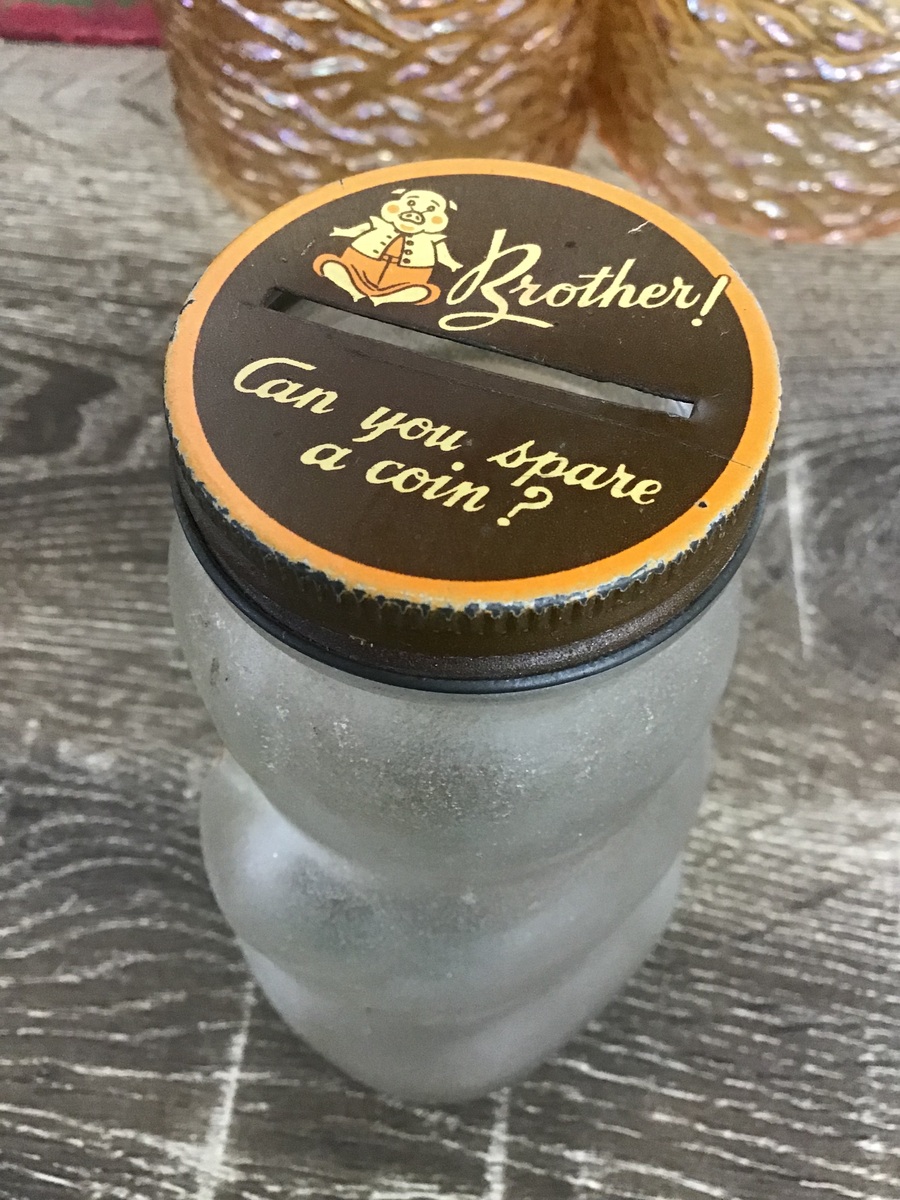 Brother!
Can you spare
a coin?